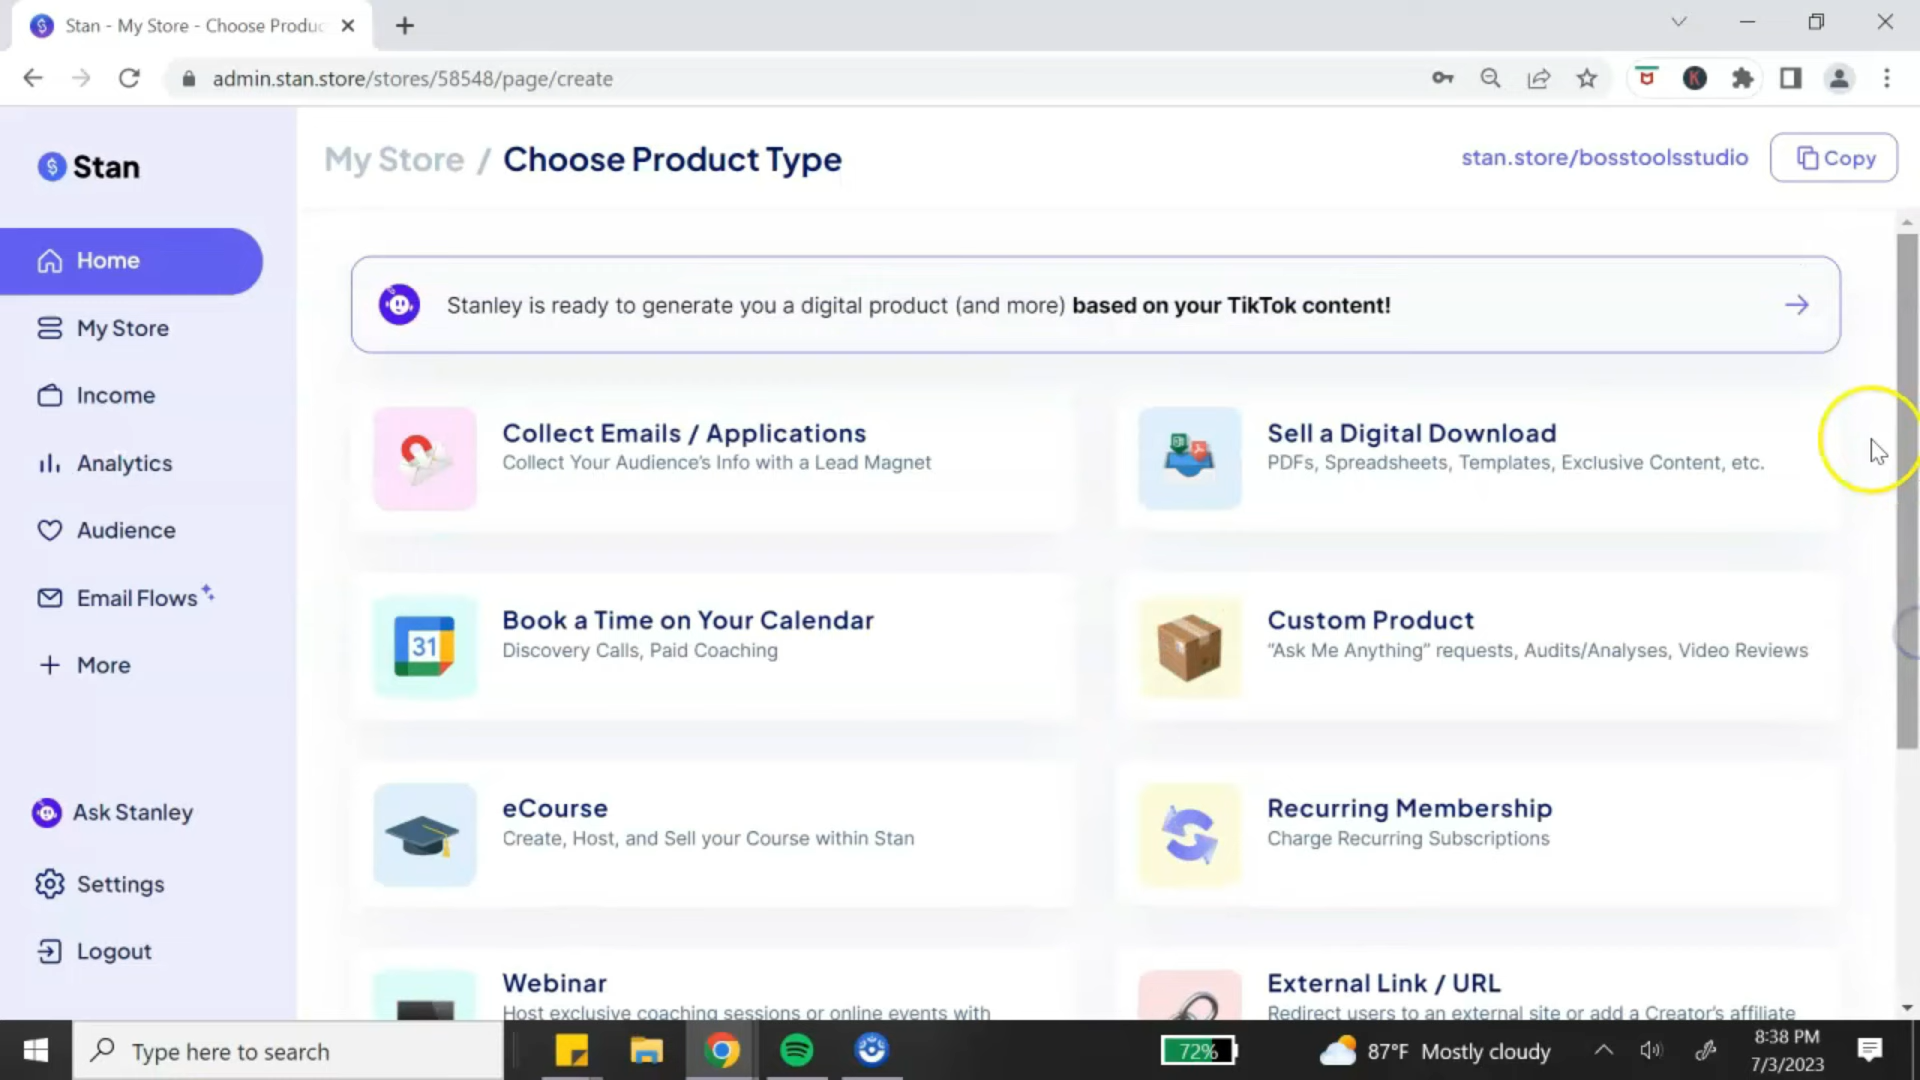 Stan - My Store - Choose Produc
admin.stan.store/stores/58548/page/create
Stan
My Store / Choose Product Type
stan.store/bosstoolsstudio
Copy
Home
My Store
Income
Analytics
Audience
Email Flows
More
Ask Stanley
Settings
Logout
Stanley is ready to generate you a digital product (and more) based on your TikTok content!
Collect Emails / Applications
Collect Your Audience's Info with a Lead Magnet
Sell a Digital Download
PDFs, Spreadsheets, Templates, Exclusive Content, etc.
31
Book a Time on Your Calendar
Discovery Calls, Paid Coaching
Custom Product
“Ask Me Anything” requests, Audits/Analyses, Video Reviews
eCourse
Create, Host, and Sell your Course within Stan
Recurring Membership
Charge Recurring Subscriptions
Webinar
Host exclusive coaching sessions or online events with
External Link / URL
Redirect users to an external site or add a Creator's affiliate
Type here to search
72%
87°F Mostly cloudy
8:38 PM
7/3/2023